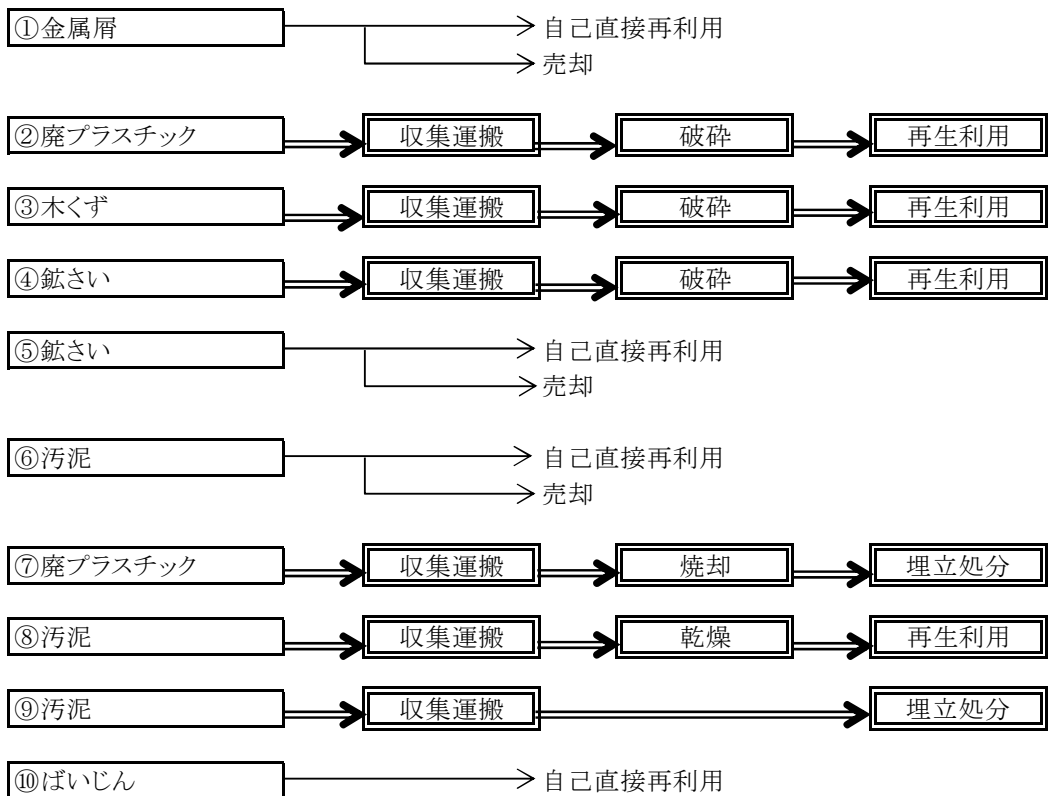 ①金属屑 自己直接再利用
売却
②廃プラスチック 収集運搬 破砕 再生利用
③木くず 収集運搬 破砕 再生利用
④鉱さい 収集運搬 破砕 再生利用
⑤鉱さい 自己直接再利用
売却
⑥汚泥 自己直接再利用
売却
⑦廃プラスチック 収集運搬 焼却 埋立処分
⑧汚泥 収集運搬 乾燥 再生利用
⑨汚泥 収集運搬 埋立処分
⑩ばいじん 自己直接再利用